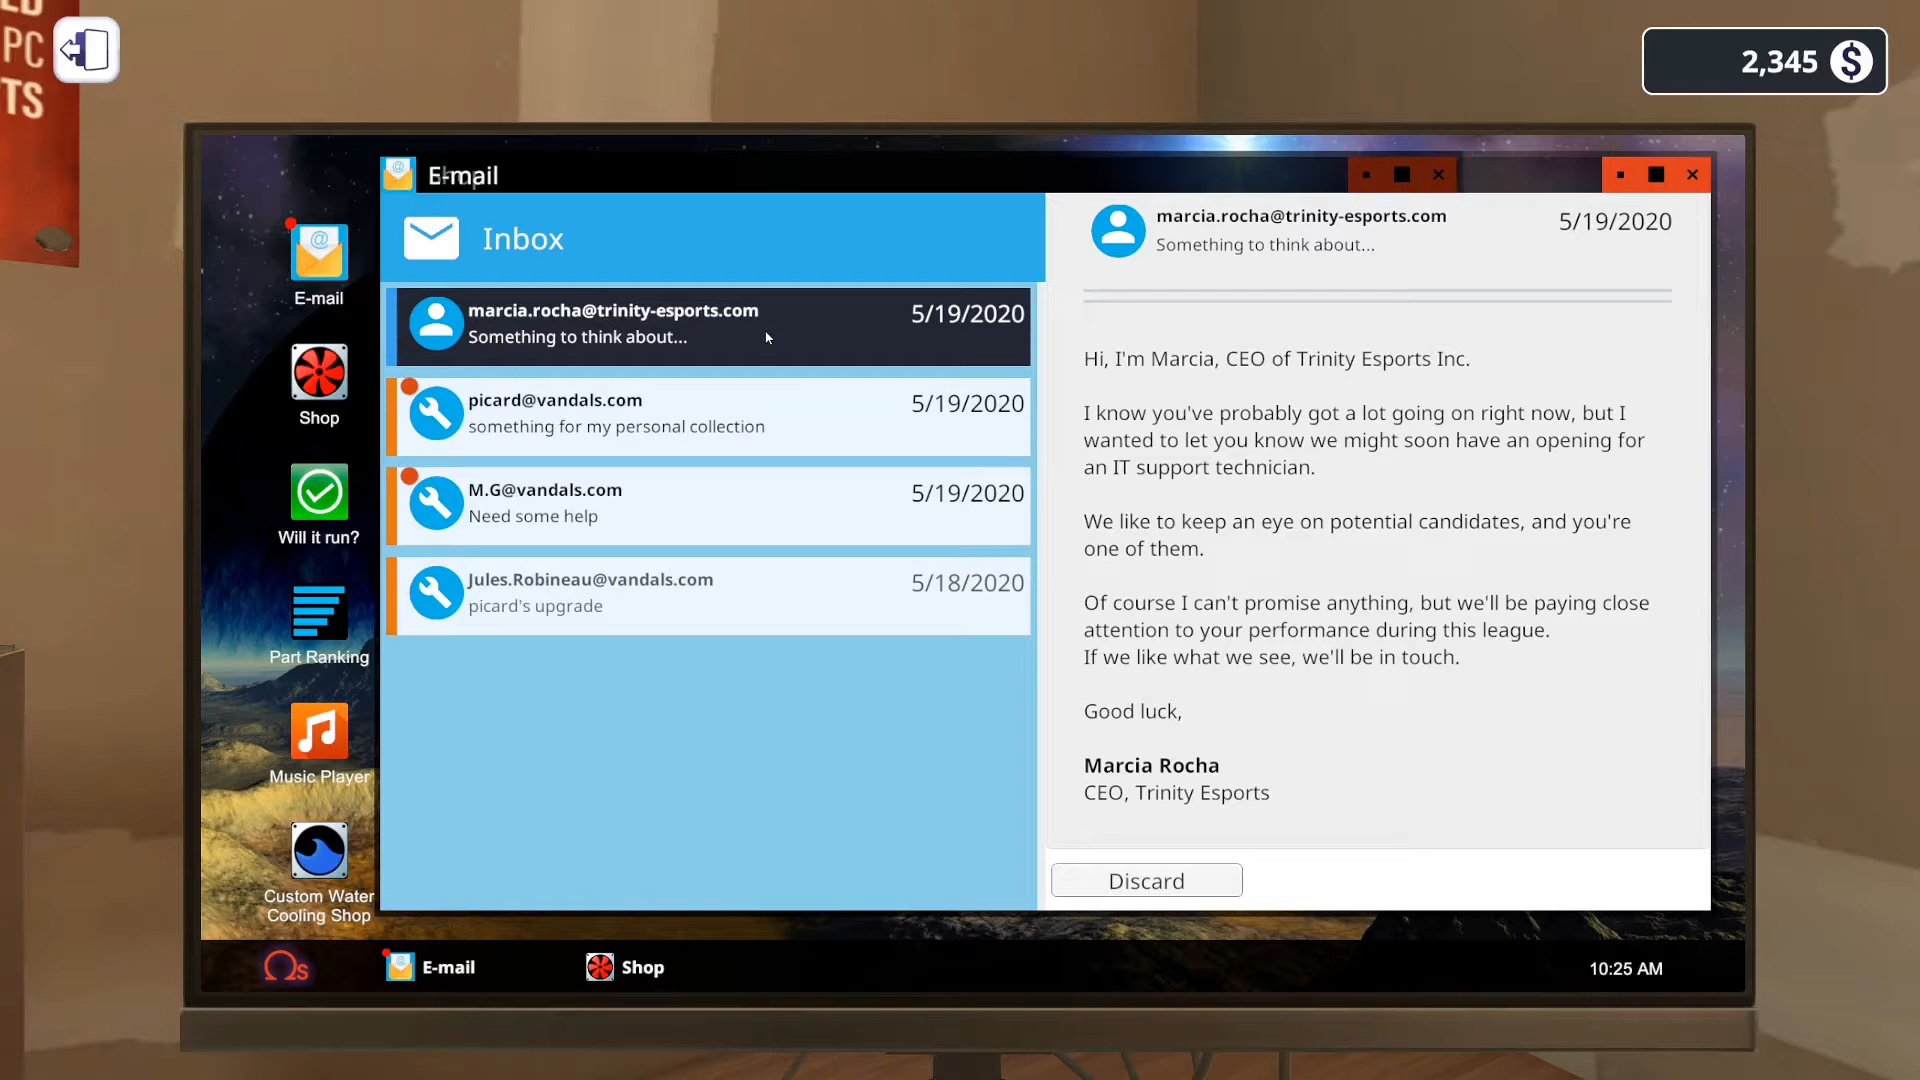 PC
TS
2,345
E-mail
Inbox
marcia.rocha@trinity-esports.com
5/19/2020
Something to think about...
picard@vandals.com
5/19/2020
something for my personal collection
M.G@vandals.com
5/19/2020
Need some help
Jules.Robineau@vandals.com
5/18/2020
picard's upgrade
marcia.rocha@trinity-esports.com
5/19/2020
Something to think about...
Hi, I'm Marcia, CEO of Trinity Esports Inc.
I know you've probably got a lot going on right now, but I
wanted to let you know we might soon have an opening for
an IT support technician.
We like to keep an eye on potential candidates, and you're
one of them.
Of course I can't promise anything, but we'll be paying close
attention to your performance during this league.
If we like what we see, we'll be in touch.
Good luck,
Marcia Rocha
CEO, Trinity Esports
Discard
E-mail
Shop
Will it run?
Part Ranking
Music Player
Custom Water
Cooling Shop
Ωs
E-mail
Shop
10:25 AM